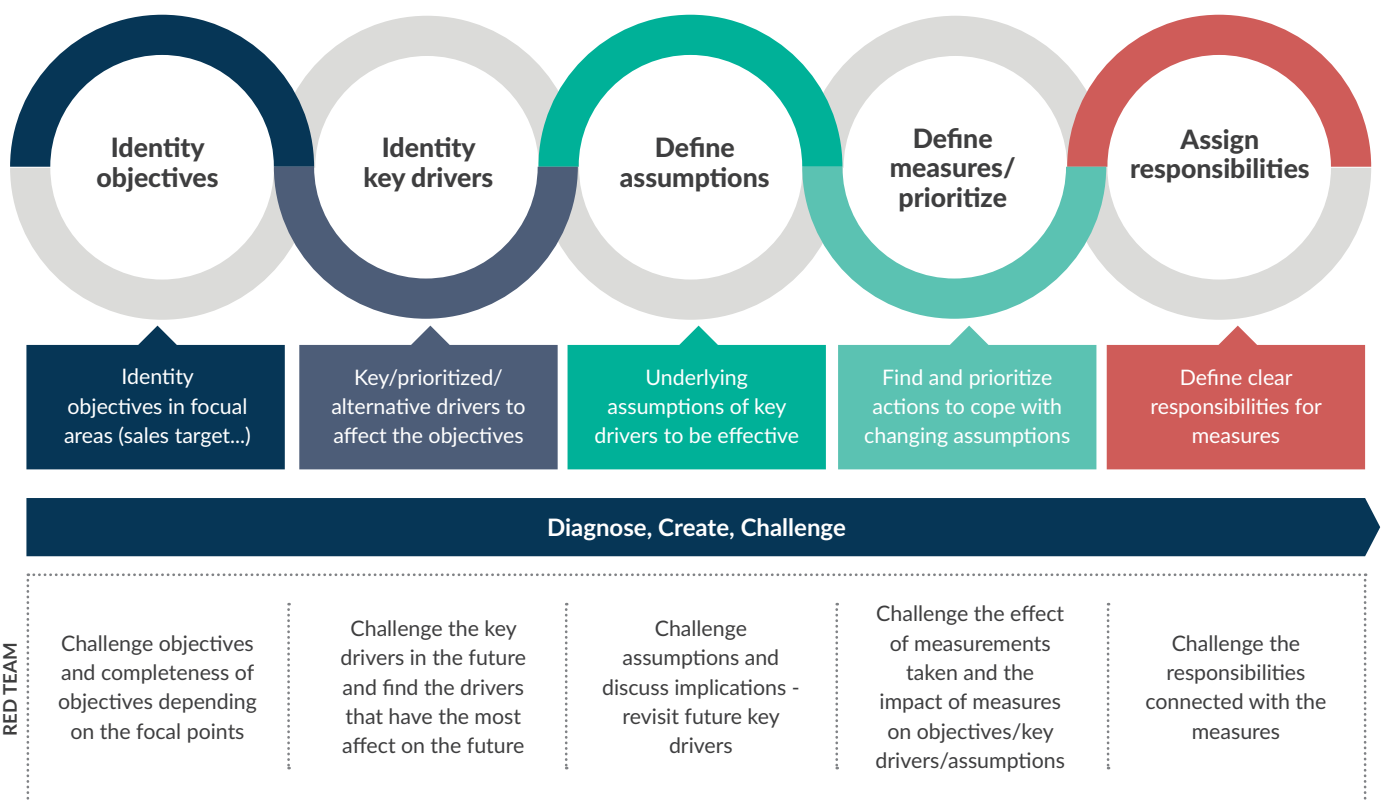 Identity
objectives
Identity
key drivers
Define
assumptions
Define
measures/
prioritize
Assign
responsibilities
Identity
objectives in focual
areas (sales target...)
Key/prioritized/
alternative drivers to
affect the objectives
Underlying
assumptions of key
drivers to be effective
Find and prioritize
actions to cope with
changing assumptions
Define clear
responsibilities for
measures
Diagnose, Create, Challenge
RED TEAM
Challenge objectives
and completeness of
objectives depending
on the focal points
Challenge the key
drivers in the future
and find the drivers
that have the most
affect on the future
Challenge
assumptions and
discuss implications -
revisit future key
drivers
Challenge the effect
of measurements
taken and the
impact of measures
on objectives/key
drivers/assumptions
Challenge the
responsibilities
connected with the
measures